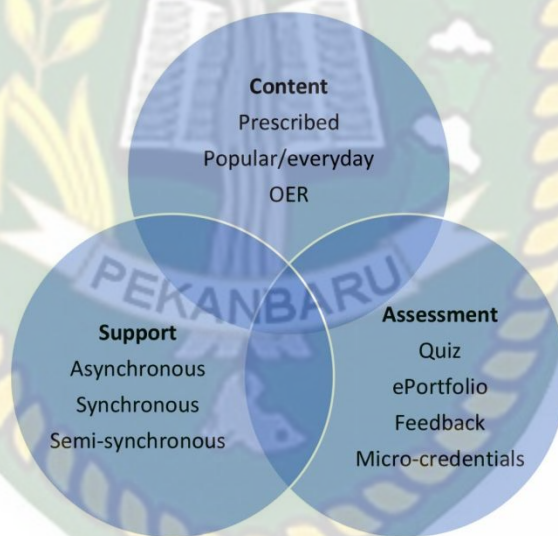 Content
Prescribed
Popular/everyday
OER
PEKANBARU
Support
Asynchronous
Synchronous
Semi-synchronous
Assessment
Quiz
ePortfolio
Feedback
Micro-credentials